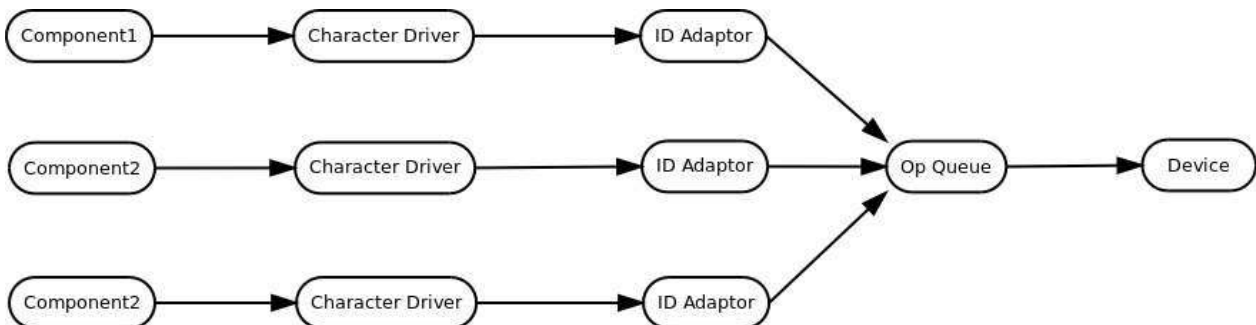 Component1
Character Driver
ID Adaptor
Component2
Character Driver
ID Adaptor
Op Queue
Device
Component2
Character Driver
ID Adaptor